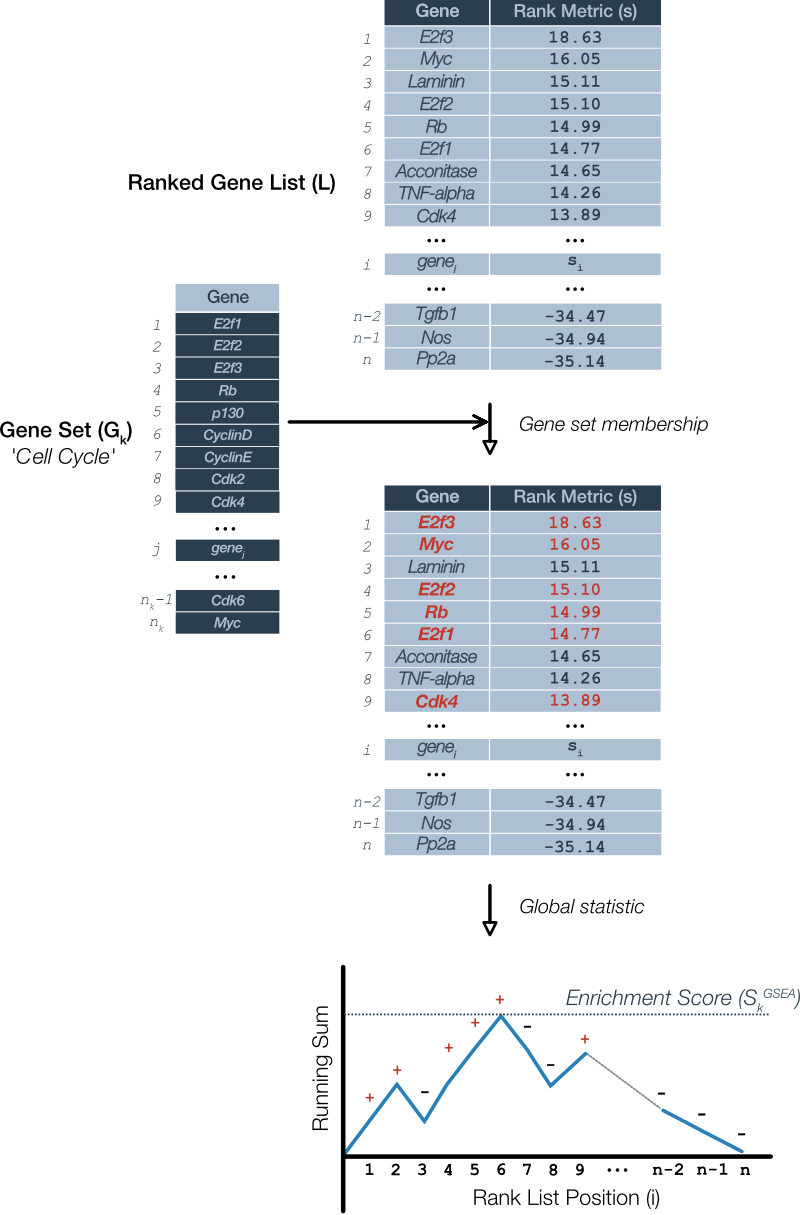 Gene Rank Metric (s)
1 E2f3 18.63
2 Myc 16.05
3 Laminin 15.11
4 E2f2 15.10
5 Rb 14.99
6 E2f1 14.77
7 Acconitase 14.65
Ranked Gene List (L)
8 TNF-alpha 14.26
9 Cdk4 13.89
... ...
i gene_i s_i
... ...
n-2 Tgfb1 -34.47
n-1 Nos -34.94
n Pp2a -35.14
Gene
1 E2f1
2 E2f2
3 E2f3
4 Rb
5 p130
6 CyclinD
7 CyclinE
8 Cdk2
9 Cdk4
...
j gene_j
...
n_k-1 Cdk6
n_k Myc
Gene Set (G_k)
'Cell Cycle'
Gene set membership
Gene Rank Metric (s)
1 E2f3 18.63
2 Myc 16.05
3 Laminin 15.11
4 E2f2 15.10
5 Rb 14.99
6 E2f1 14.77
7 Acconitase 14.65
8 TNF-alpha 14.26
9 Cdk4 13.89
... ...
i gene_i s_i
... ...
n-2 Tgfb1 -34.47
n-1 Nos -34.94
n Pp2a -35.14
Global statistic
Enrichment Score (S_k^GSEA)
+ + - + + + - - + - - -
Running Sum
1 2 3 4 5 6 7 8 9 ... n-2 n-1 n
Rank List Position (i)